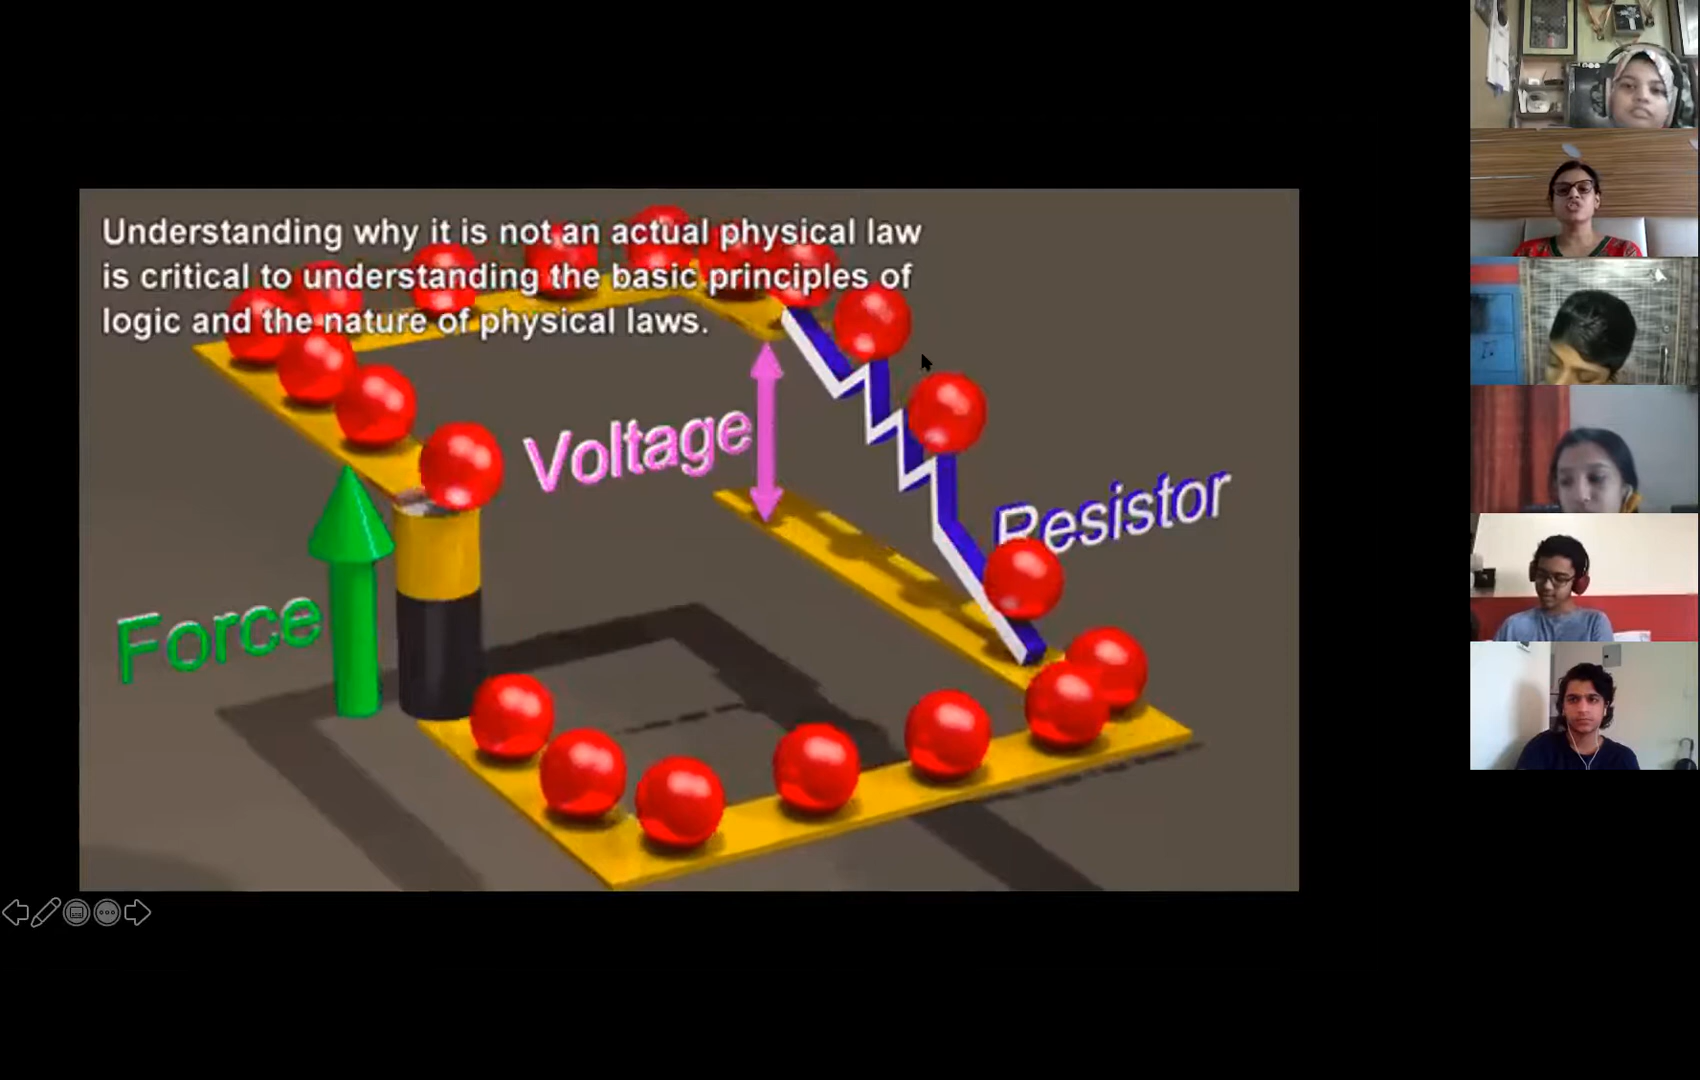 Understanding why it is not an actual physical law
is critical to understanding the basic principles of
logic and the nature of physical laws.
Voltage
Resistor
Force